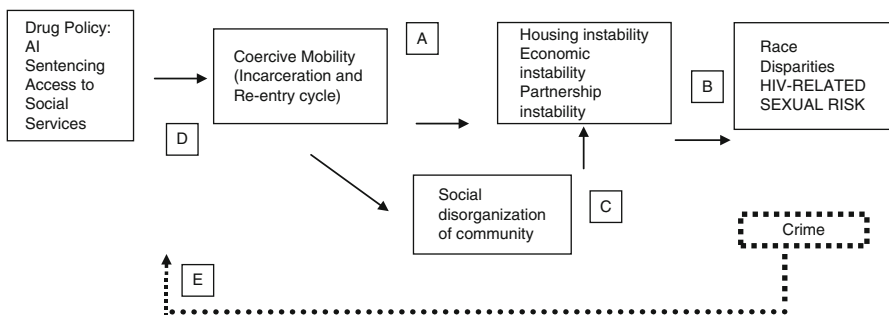 Drug Policy:
AI
Sentencing
Access to
Social
Services
Coercive Mobility
(Incarceration and
Re-entry cycle)
A
Housing instability
Economic
instability
Partnership
instability
B
Race
Disparities
HIV-RELATED
SEXUAL RISK
D
Social
disorganization
of community
C
Crime
E